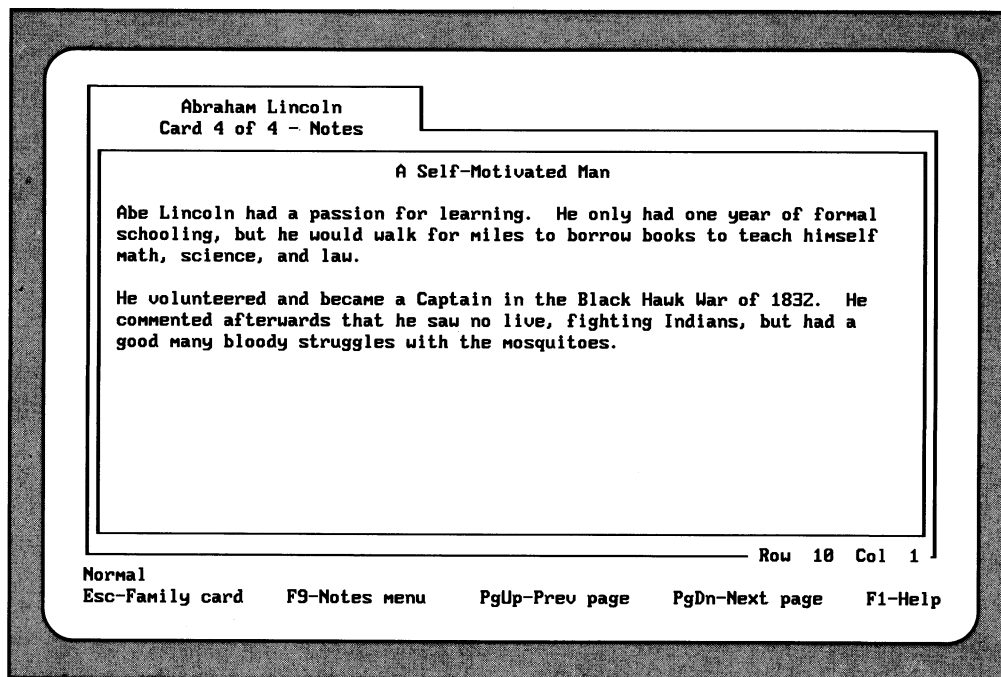 Abraham Lincoln
Card 4 of 4 - Notes
A Self-Motivated Man
Abe Lincoln had a passion for learning.  He only had one year of formal
schooling, but he would walk for miles to borrow books to teach himself
math, science, and law.
He volunteered and became a Captain in the Black Hawk War of 1832.  He
commented afterwards that he saw no live, fighting Indians, but had a
good many bloody struggles with the mosquitoes.
Row  10  Col  1
Normal
Esc-Family card    F9-Notes menu    PgUp-Prev page    PgDn-Next page    F1-Help